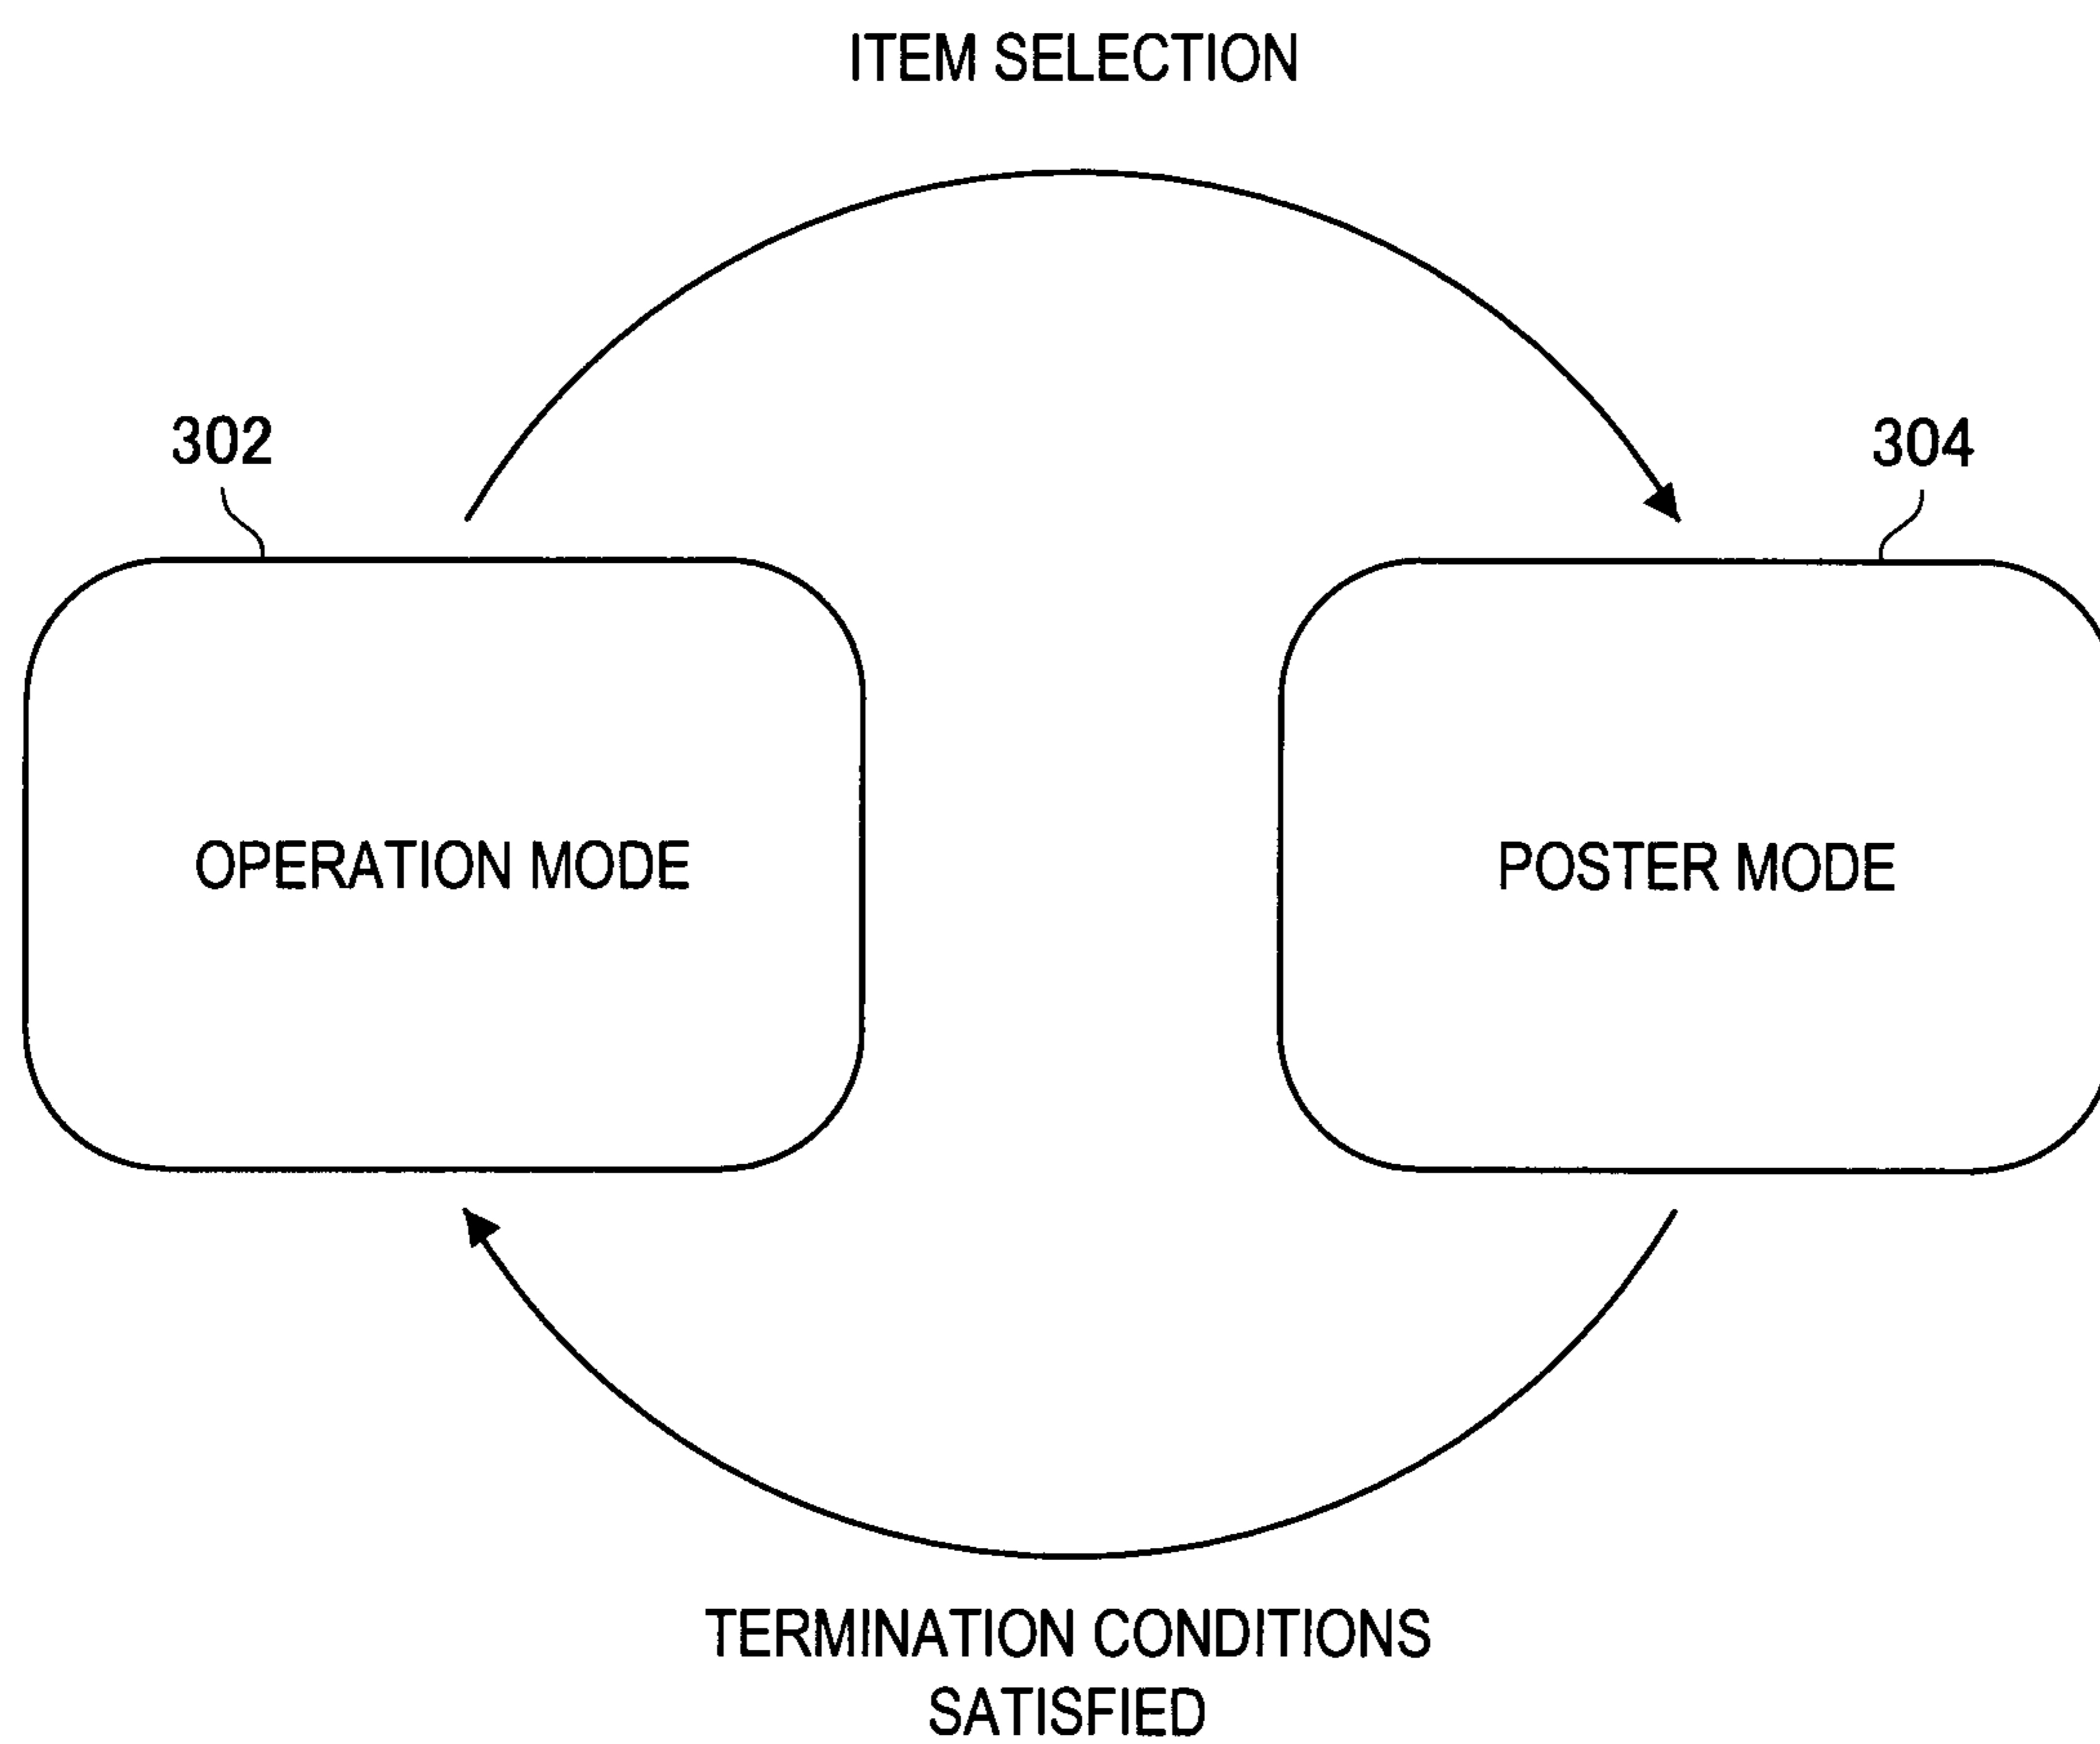 ITEM SELECTION
302
304
OPERATION MODE
POSTER MODE
TERMINATION CONDITIONS
SATISFIED